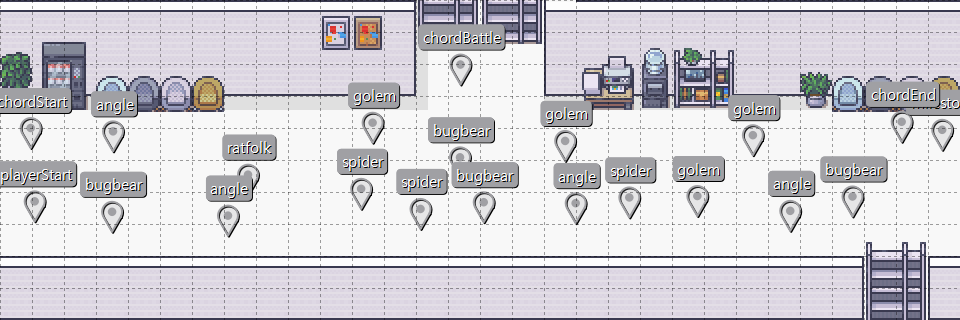 chordBattle
chordStart
angle
golem
golem
golem
chordEnd
ratfolk
bugbear
playerStart
bugbear
angle
spider
spider
bugbear
angle
spider
golem
angle
bugbear